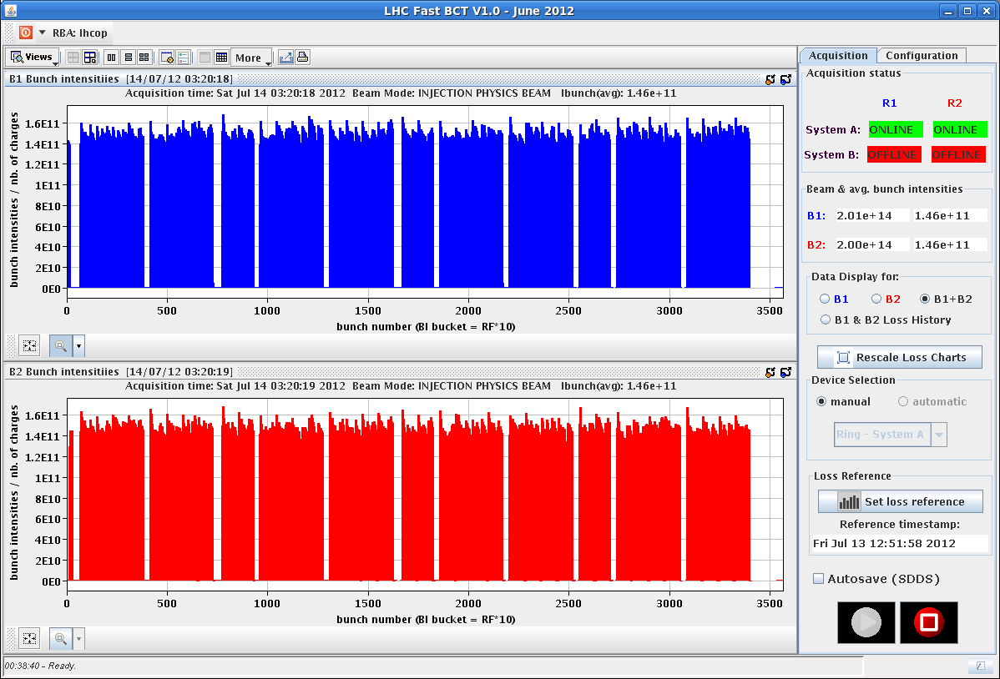 LHC Fast BCT V1.0 - June 2012
RBA: lhcop
Views
More
B1 Bunch intensitiies [14/07/12 03:20:18]
Acquisition time: Sat Jul 14 03:20:18 2012 Beam Mode: INJECTION PHYSICS BEAM Ibunch(avg): 1.46e+11
bunch intensities / nb. of charges
1.6E11
1.4E11
1.2E11
1E11
8E10
6E10
4E10
2E10
0E0
0 500 1000 1500 2000 2500 3000 3500
bunch number (BI bucket = RF*10)
B2 Bunch intensitiies [14/07/12 03:20:19]
Acquisition time: Sat Jul 14 03:20:19 2012 Beam Mode: INJECTION PHYSICS BEAM Ibunch(avg): 1.46e+11
bunch intensities / nb. of charges
1.6E11
1.4E11
1.2E11
1E11
8E10
6E10
4E10
2E10
0E0
0 500 1000 1500 2000 2500 3000 3500
bunch number (BI bucket = RF*10)
00:38:40 - Ready.
Acquisition Configuration
Acquisition status
R1 R2
System A: ONLINE ONLINE
System B: OFFLINE OFFLINE
Beam & avg. bunch intensities
B1: 2.01e+14 1.46e+11
B2: 2.00e+14 1.46e+11
Data Display for:
B1 B2 B1+B2
B1 & B2 Loss History
Rescale Loss Charts
Device Selection
manual automatic
Ring - System A
Loss Reference
Set loss reference
Reference timestamp:
Fri Jul 13 12:51:58 2012
Autosave (SDDS)